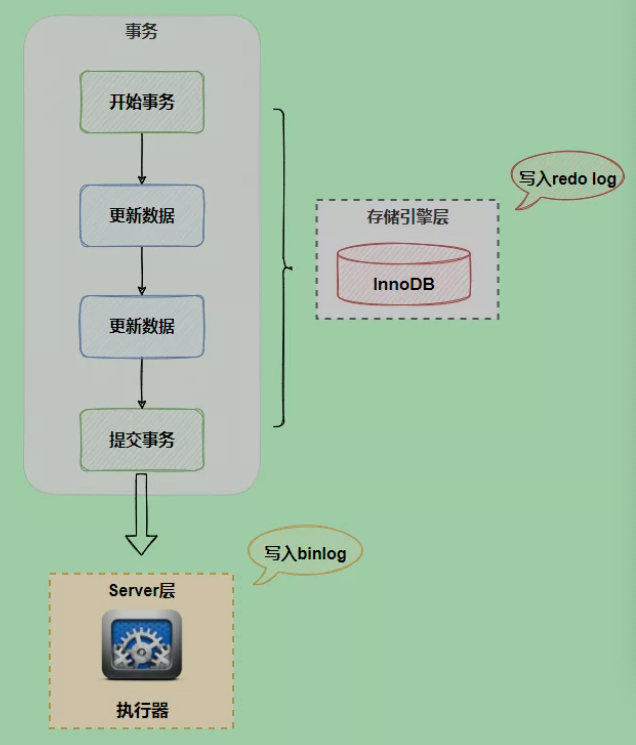 事务
开始事务
更新数据
更新数据
提交事务
写入redo log
存储引擎层
InnoDB
写入binlog
Server层
执行器